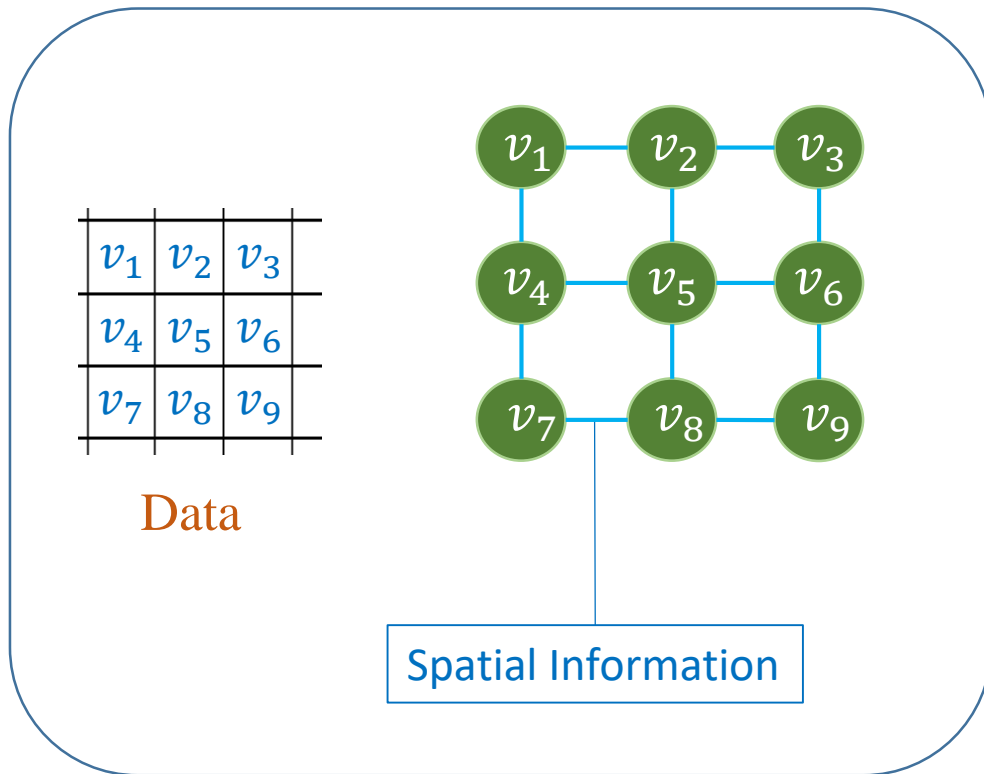 v₁ v₂ v₃
v₄ v₅ v₆
v₇ v₈ v₉
Data
v₁ v₂ v₃
v₄ v₅ v₆
v₇ v₈ v₉
Spatial Information